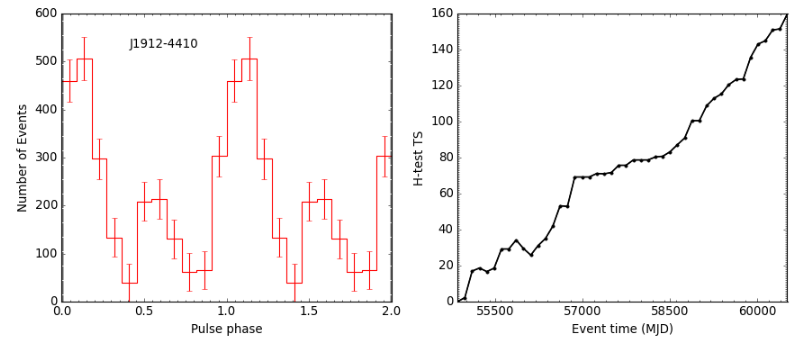 J1912-4410
Number of Events
600
500
400
300
200
100
0
0.0 0.5 1.0 1.5 2.0
Pulse phase
H-test TS
160
140
120
100
80
60
40
20
0
55500 57000 58500 60000
Event time (MJD)